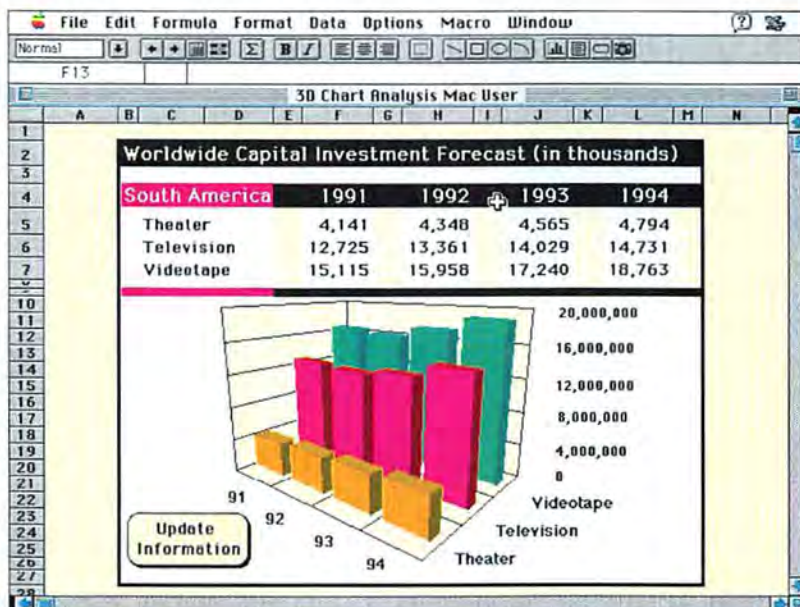 File Edit Formula Format Data Options Macro Window
Normal
F13
3D Chart Analysis Mac User
A B C D E F G H I J K L M N
1
2 Worldwide Capital Investment Forecast (in thousands)
3
4 South America 1991 1992 1993 1994
5 Theater 4,141 4,348 4,565 4,794
6 Television 12,725 13,361 14,029 14,731
7 Videotape 15,115 15,958 17,240 18,763
10
11 20,000,000
12
13 16,000,000
14
15 12,000,000
16
17 8,000,000
18
19 4,000,000
20
21 0
22 91 Videotape
23 92
24 Update Television
25 Information 93
26 94 Theater
27
28